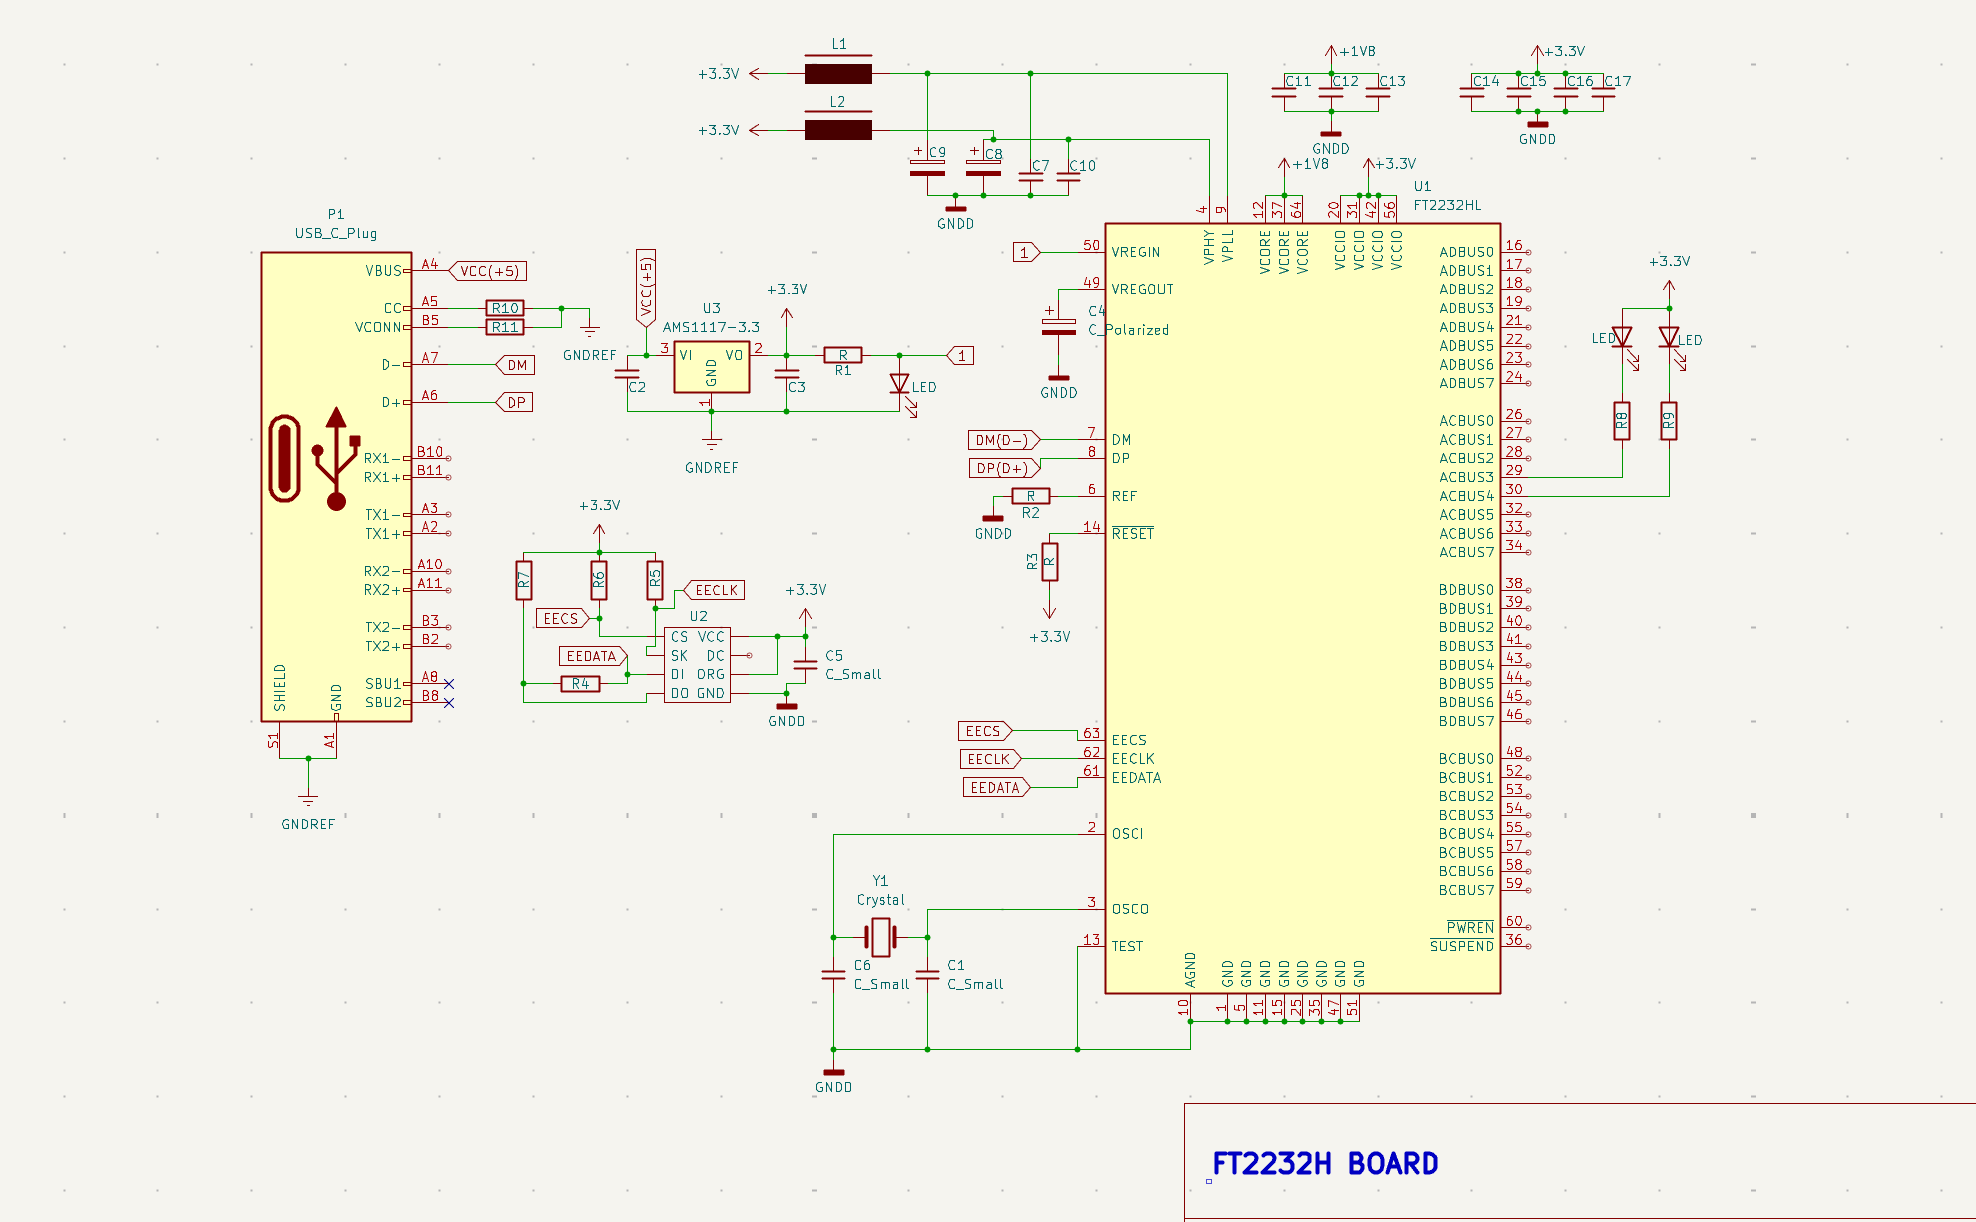 L1
+3.3V
L2
+3.3V
C9
C8
C7
C10
GNDD
+1V8
C11
C12
C13
GNDD
+3.3V
C14
C15
C16
C17
GNDD
+1V8
+3.3V
U1
FT2232HL
P1
USB_C_Plug
VBUS A4 VCC(+5)
CC A5 R10
VCONN B5 R11
GNDREF
D- A7 DM
D+ A6 DP
RX1- B10
RX1+ B11
TX1- A3
TX1+ A2
RX2- A10
RX2+ A11
TX2- B3
TX2+ B2
SBU1 A8
SBU2 B8
SHIELD
GND
S1
A1
GNDREF
VCC(+5)
U3
AMS1117-3.3
+3.3V
3 VI VO 2
GND
1
C2
C3
R
R1
LED
1
GNDREF
+3.3V
R7
R6
R5
EECLK
EECS
EEDATA
R4
U2
CS VCC
SK DC
DI ORG
DO GND
+3.3V
C5
C_Small
GNDD
4
9
12
37
64
20
31
42
56
VPHY
VPLL
VCORE
VCORE
VCORE
VCCIO
VCCIO
VCCIO
VCCIO
1 50 VREGIN
49 VREGOUT
C4
C_Polarized
GNDD
DM(D-) 7 DM
DP(D+) 8 DP
R 6 REF
R2
GNDD
14 RESET
R3
R
+3.3V
EECS 63 EECS
EECLK 62 EECLK
EEDATA 61 EEDATA
2 OSCI
Y1
Crystal
3 OSCO
13 TEST
C6
C_Small
C1
C_Small
GNDD
AGND
GND
GND
GND
GND
GND
GND
GND
GND
10
1
5
11
15
25
35
47
51
ADBUS0 16
ADBUS1 17
ADBUS2 18
ADBUS3 19
ADBUS4 21
ADBUS5 22
ADBUS6 23
ADBUS7 24
ACBUS0 26
ACBUS1 27
ACBUS2 28
ACBUS3 29
ACBUS4 30
ACBUS5 32
ACBUS6 33
ACBUS7 34
BDBUS0 38
BDBUS1 39
BDBUS2 40
BDBUS3 41
BDBUS4 43
BDBUS5 44
BDBUS6 45
BDBUS7 46
BCBUS0 48
BCBUS1 52
BCBUS2 53
BCBUS3 54
BCBUS4 55
BCBUS5 57
BCBUS6 58
BCBUS7 59
PWREN 60
SUSPEND 36
+3.3V
LED
LED
R8
R9
FT2232H BOARD